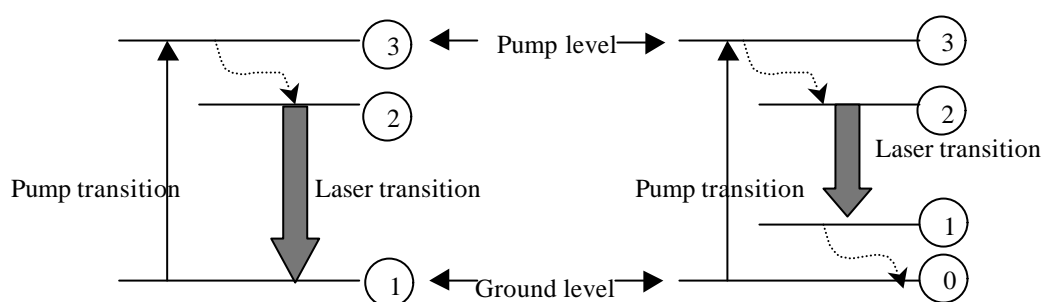 3 Pump level 3
2 2
Laser transition
Pump transition Laser transition Pump transition
1
1 Ground level 0